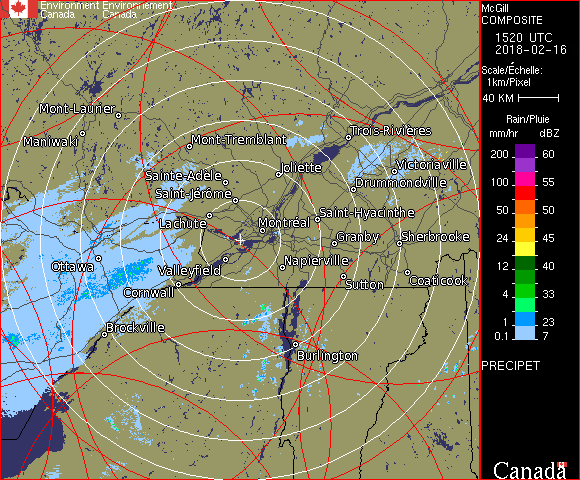 Environment Environnement
Canada Canada
McGill
COMPOSITE
1520 UTC
2018-02-16
Scale/Échelle:
1km/Pixel
40 KM
Rain/Pluie
mm/hr dBZ
200 60
100 55
50 50
24 45
12 40
4 33
1 23
0.1 7
PRECIPET
Canada
Mont-Laurier
Maniwaki
Mont-Tremblant
Trois-Rivières
Joliette
Victoriaville
Sainte-Adèle
Drummondville
Saint-Jérôme
Lachute
Saint-Hyacinthe
Montréal
Granby
Sherbrooke
Ottawa
Valleyfield
Napierville
Cornwall
Sutton
Coaticook
Brockville
Burlington